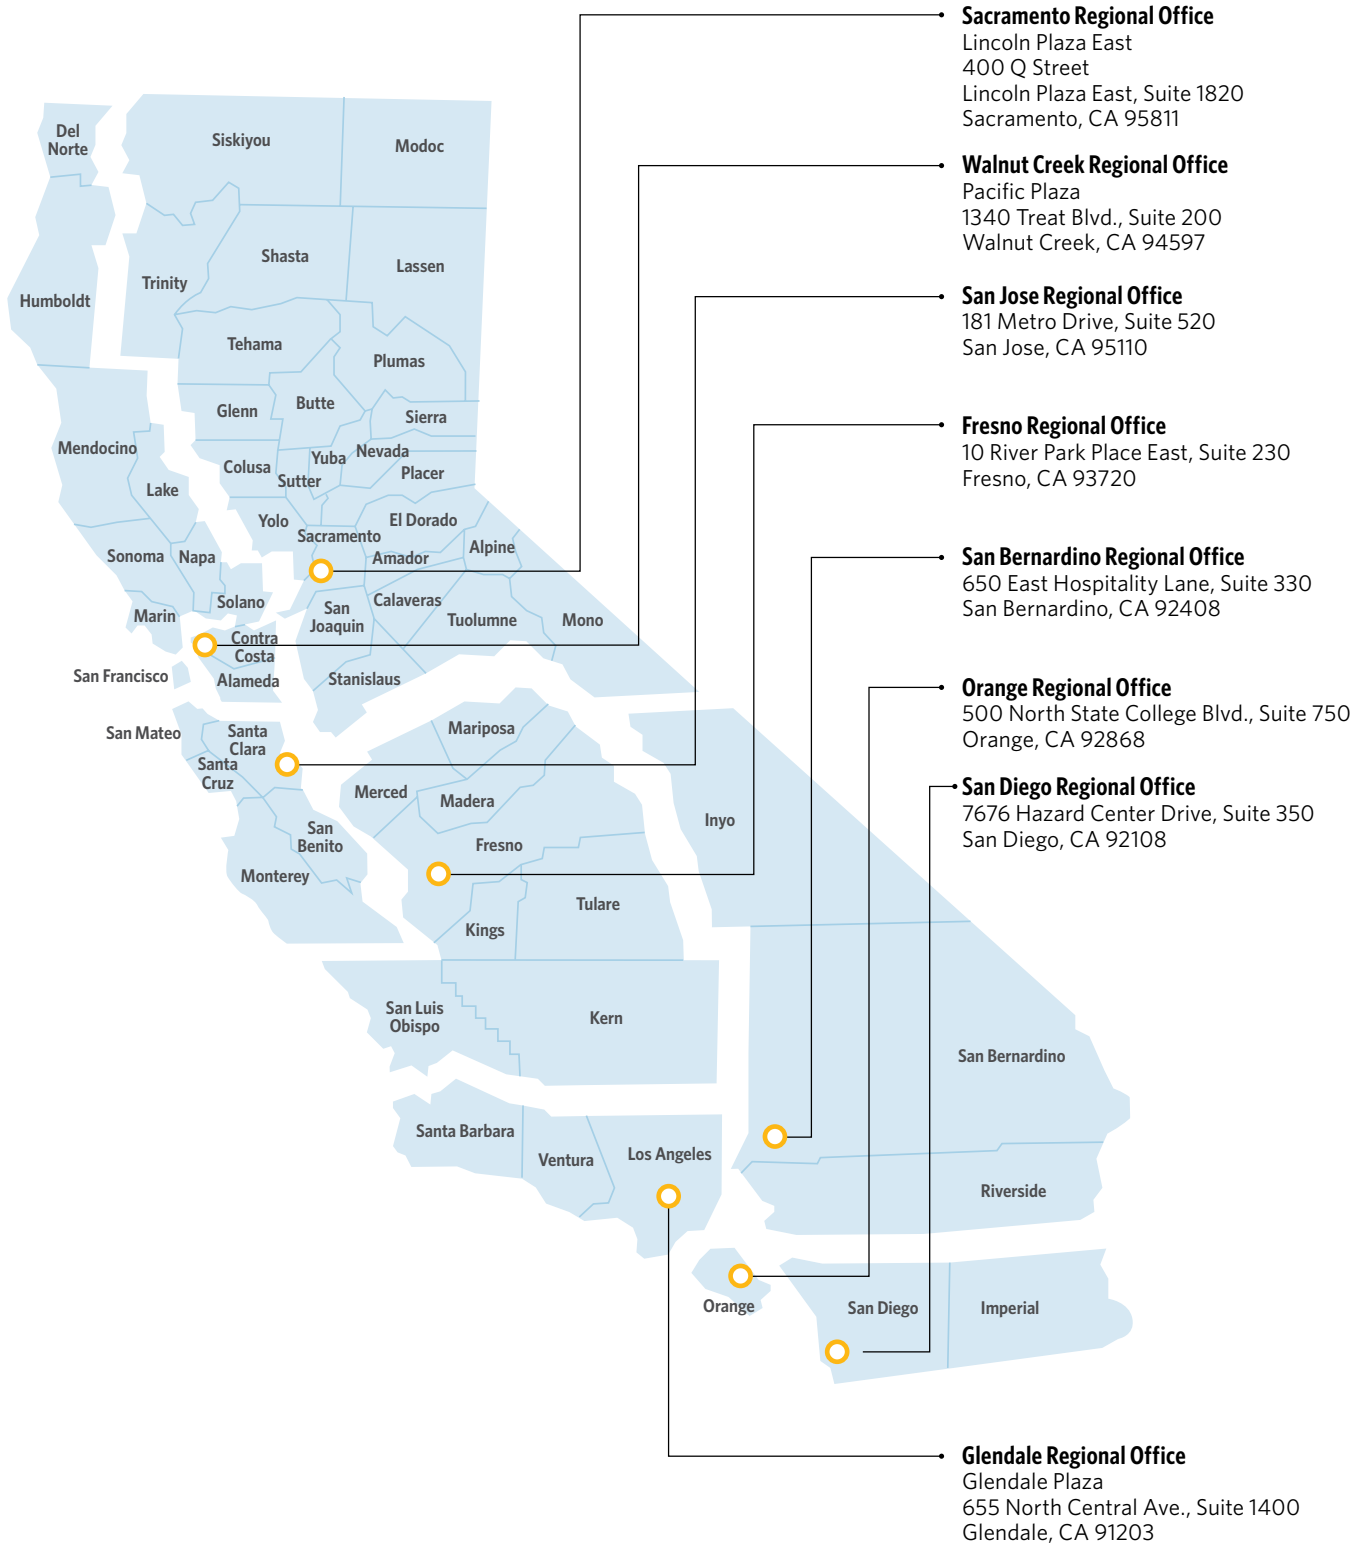 Sacramento Regional Office
Lincoln Plaza East
400 Q Street
Lincoln Plaza East, Suite 1820
Sacramento, CA 95811
Walnut Creek Regional Office
Pacific Plaza
1340 Treat Blvd., Suite 200
Walnut Creek, CA 94597
San Jose Regional Office
181 Metro Drive, Suite 520
San Jose, CA 95110
Fresno Regional Office
10 River Park Place East, Suite 230
Fresno, CA 93720
San Bernardino Regional Office
650 East Hospitality Lane, Suite 330
San Bernardino, CA 92408
Orange Regional Office
500 North State College Blvd., Suite 750
Orange, CA 92868
San Diego Regional Office
7676 Hazard Center Drive, Suite 350
San Diego, CA 92108
Glendale Regional Office
Glendale Plaza
655 North Central Ave., Suite 1400
Glendale, CA 91203
Del
Norte
Siskiyou
Modoc
Humboldt
Trinity
Shasta
Lassen
Tehama
Plumas
Glenn
Butte
Sierra
Mendocino
Lake
Colusa
Sutter
Yuba
Nevada
Placer
Yolo
Sacramento
El Dorado
Sonoma
Napa
Amador
Alpine
Solano
Marin
San
Joaquin
Calaveras
Tuolumne
Mono
Contra
Costa
San Francisco
Alameda
Stanislaus
San Mateo
Santa
Clara
Santa
Cruz
Mariposa
Merced
Madera
Inyo
San
Benito
Fresno
Monterey
Tulare
Kings
San Luis
Obispo
Kern
San Bernardino
Santa Barbara
Ventura
Los Angeles
Riverside
Orange
San Diego
Imperial